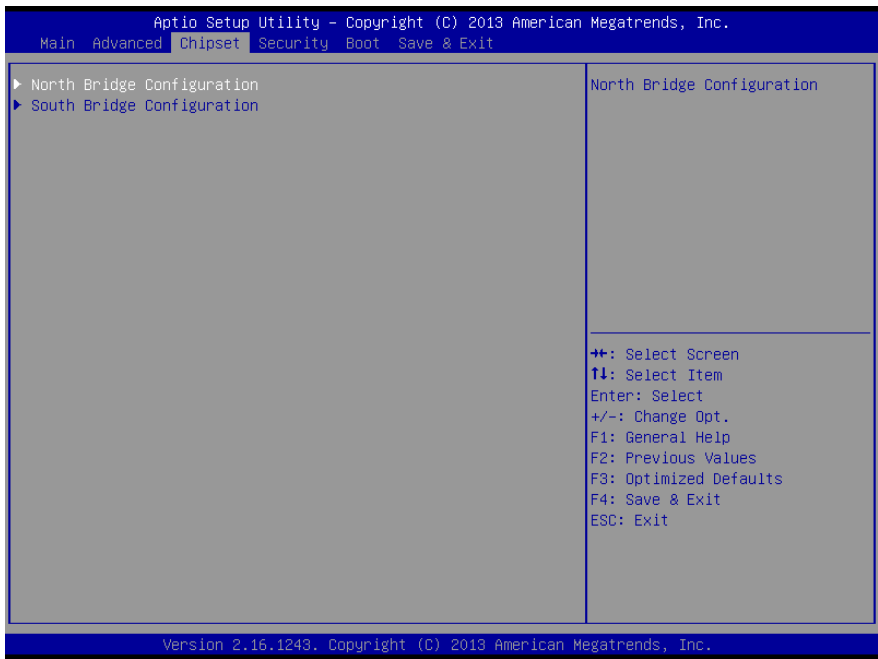 Aptio Setup Utility – Copyright (C) 2013 American Megatrends, Inc.
Main Advanced Chipset Security Boot Save & Exit
▶ North Bridge Configuration
▶ South Bridge Configuration
North Bridge Configuration
→←: Select Screen
↑↓: Select Item
Enter: Select
+/-: Change Opt.
F1: General Help
F2: Previous Values
F3: Optimized Defaults
F4: Save & Exit
ESC: Exit
Version 2.16.1243. Copyright (C) 2013 American Megatrends, Inc.